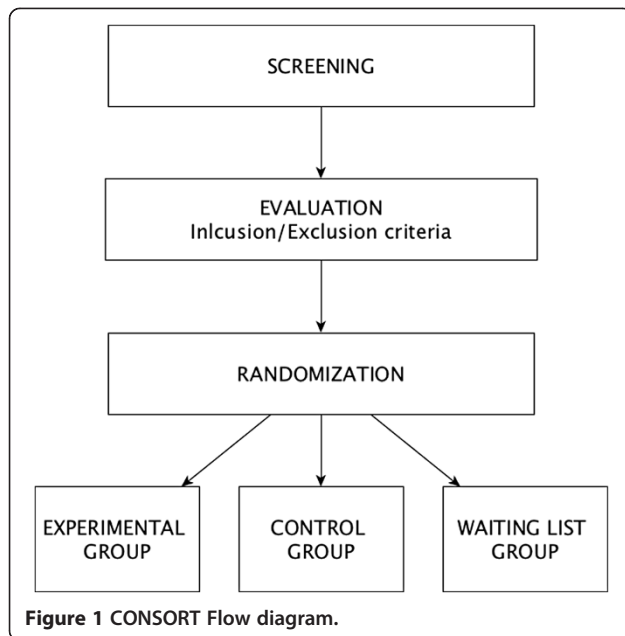 SCREENING
EVALUATION
Inlcusion/Exclusion criteria
RANDOMIZATION
EXPERIMENTAL
GROUP
CONTROL
GROUP
WAITING LIST
GROUP
Figure 1 CONSORT Flow diagram.